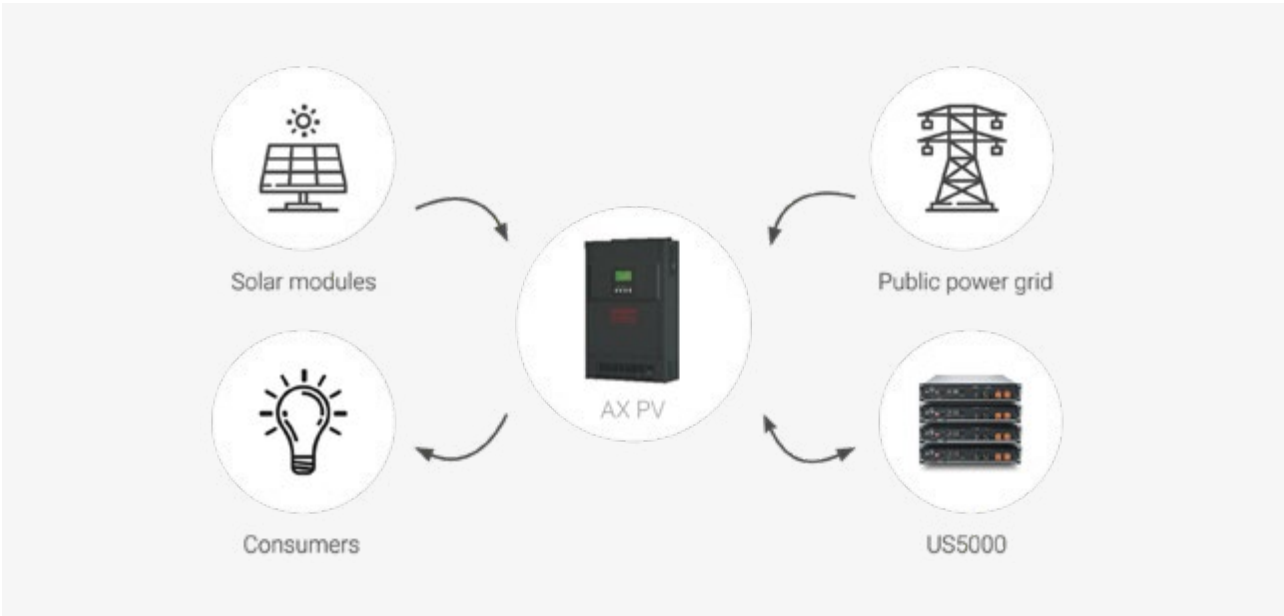 Solar modules
Public power grid
AX PV
Consumers
US5000